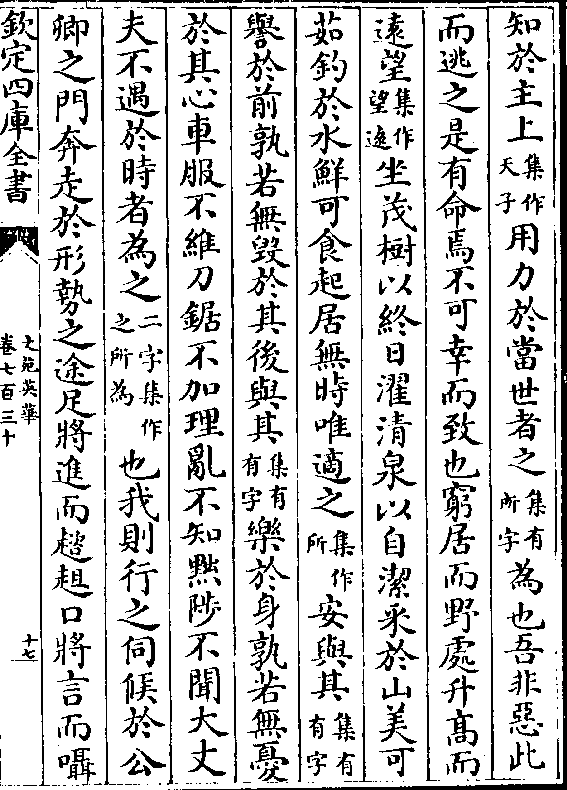 知於主上集作天子用力於當世者之集有所字為也吾非惡此
而逃之是有命焉不可幸而致也窮居而野處升髙而
逺望集作望逺坐茂樹以終日濯清泉以自潔采於山美可
茹釣於水鮮可食起居無時唯適之集作所安與其集有有字
譽於前孰若無毀於其後與其集有有字樂於身孰若無憂
於其心車服不維刀鋸不加理亂不知黜陟不聞大丈
夫不遇於時者為之二字集作之所為也我則行之伺候於公
卿之門奔走於形勢之途足將進而趑趄口將言而囁
欽定四庫全書
文苑英華
卷七百三十
十七